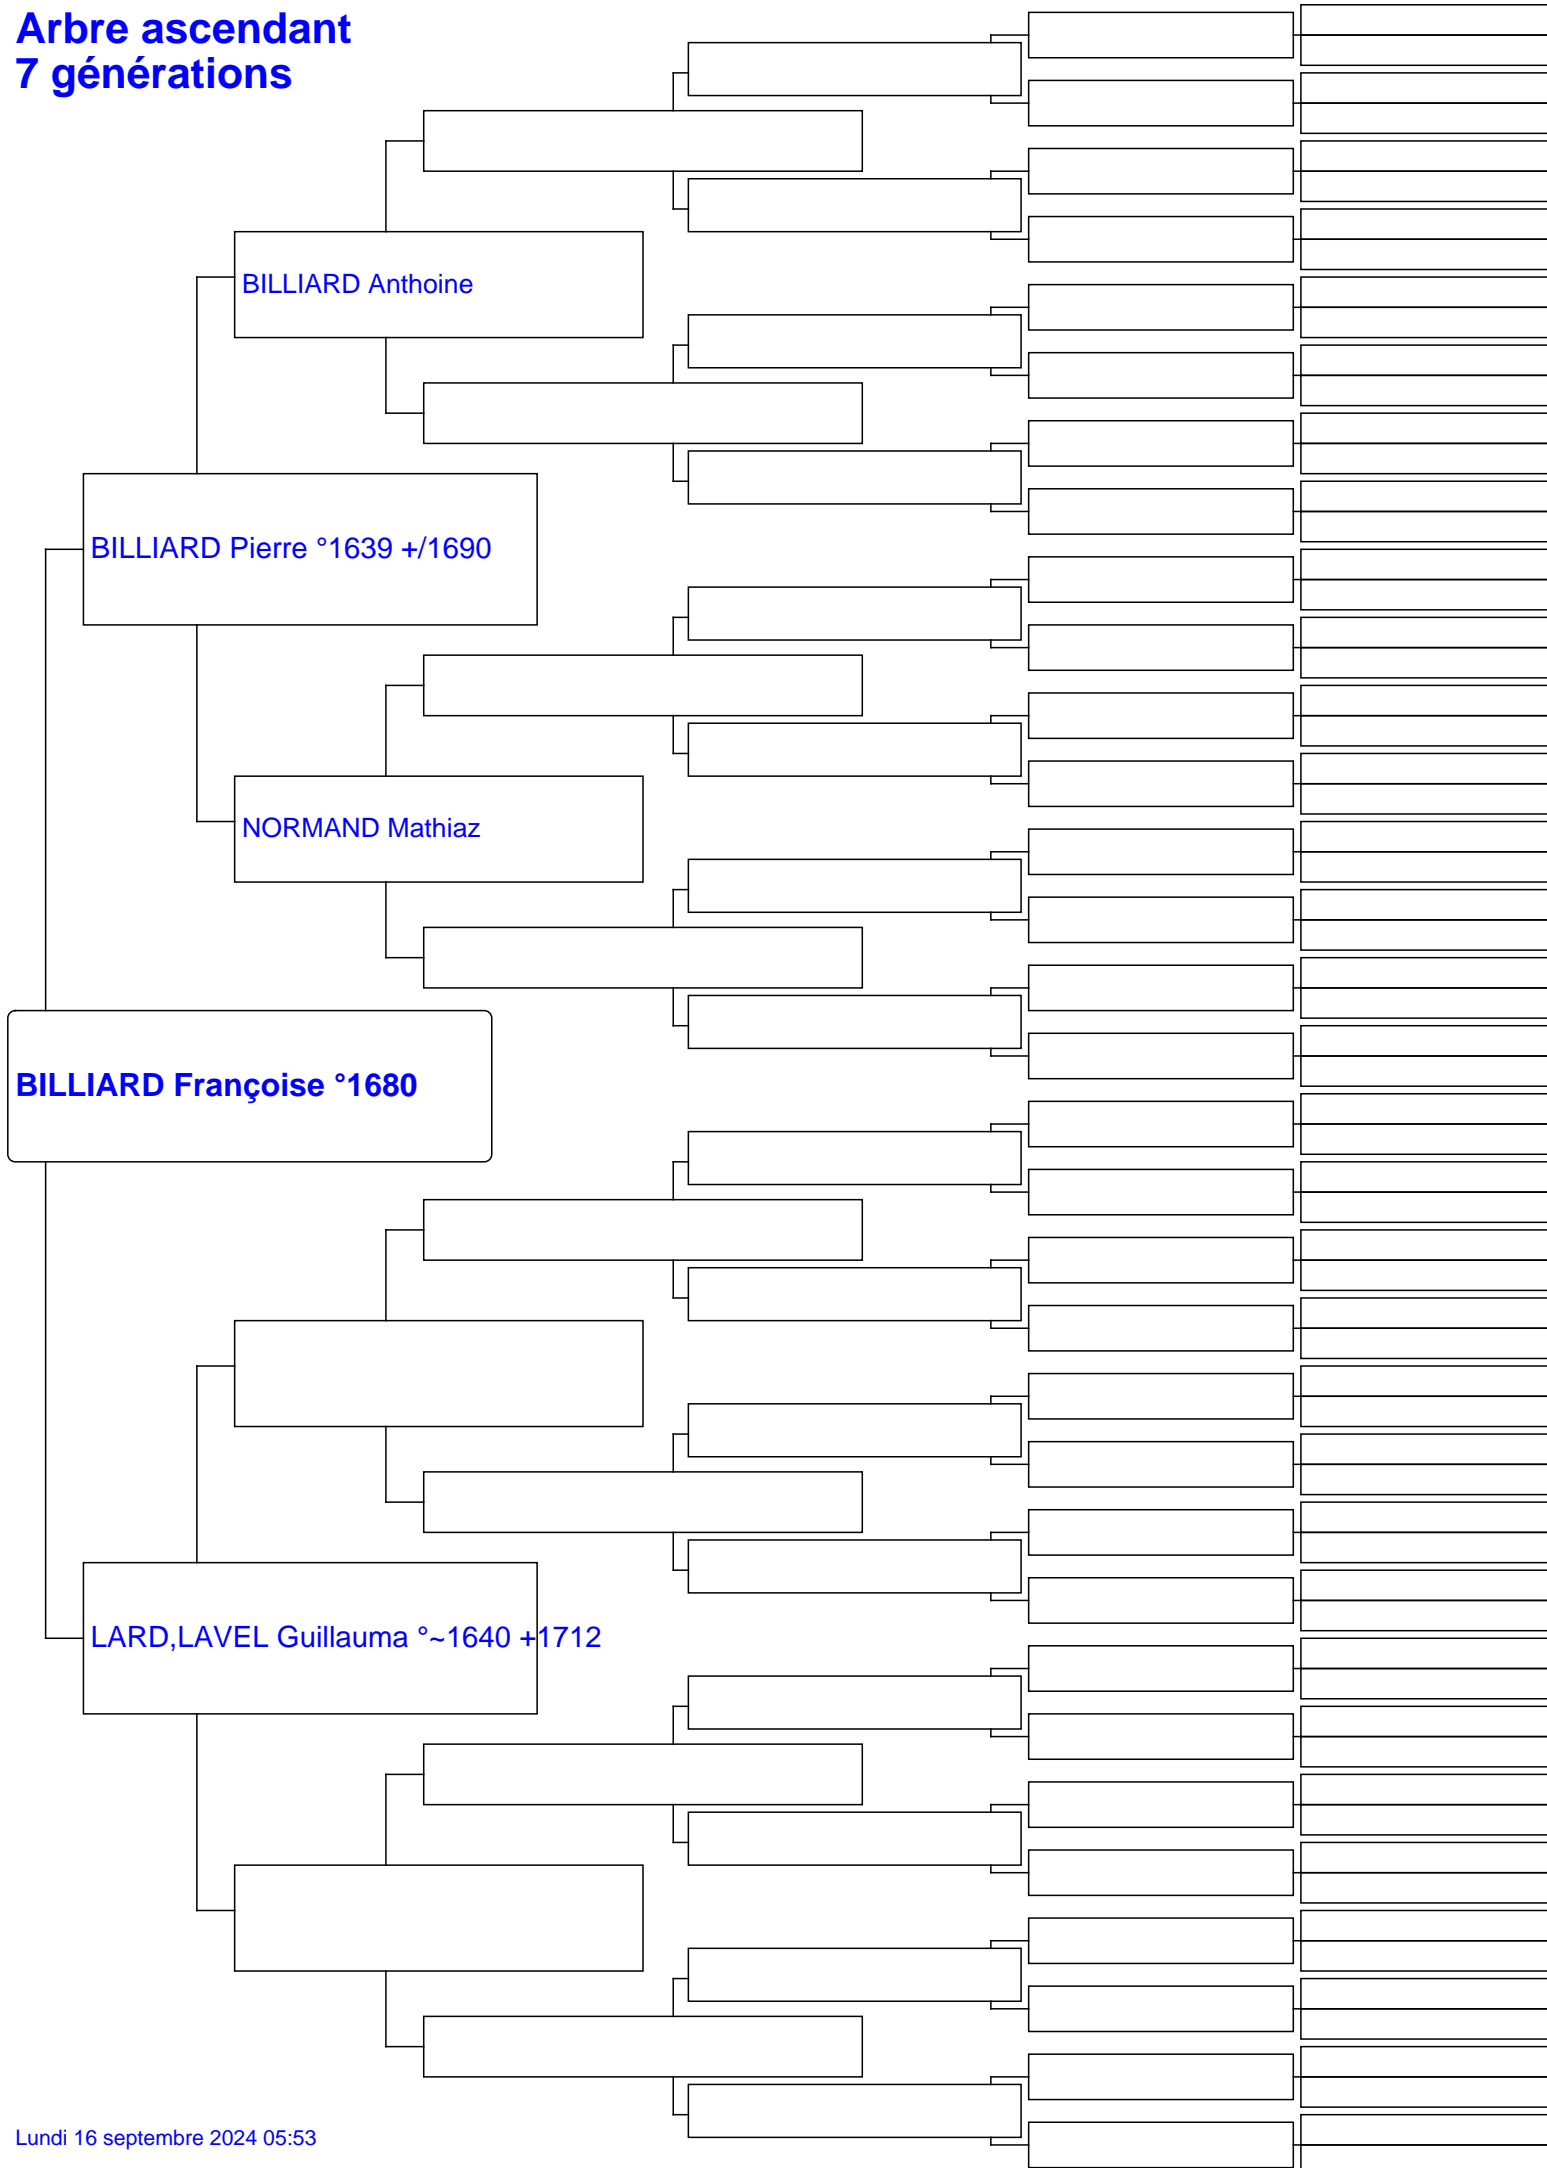 Arbre ascendant
7 générations
BILLIARD Anthoine
BILLIARD Pierre °1639 +/1690
NORMAND Mathiaz
BILLIARD Françoise °1680
LARD,LAVEL Guillauma °~1640 +1712
Lundi 16 septembre 2024 05:53